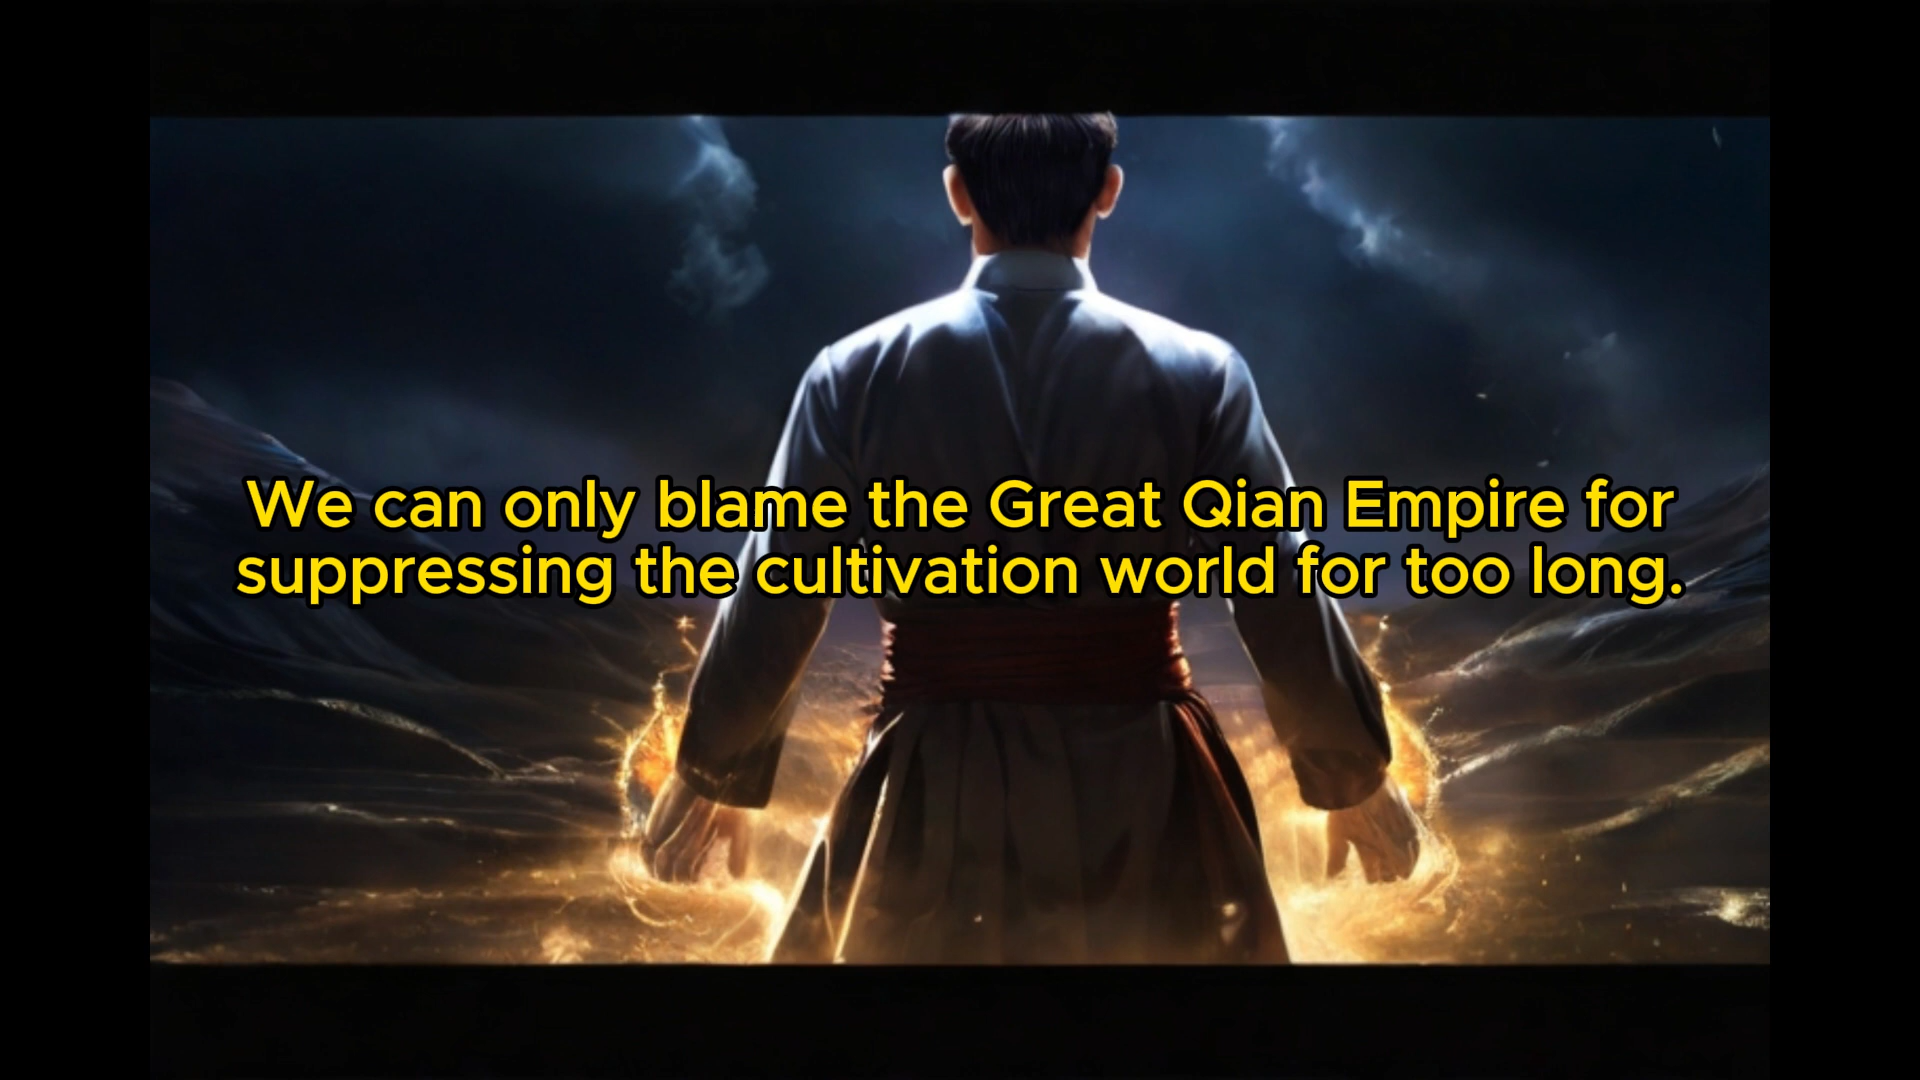 We can only blame the Great Qian Empire for
suppressing the cultivation world for too long.